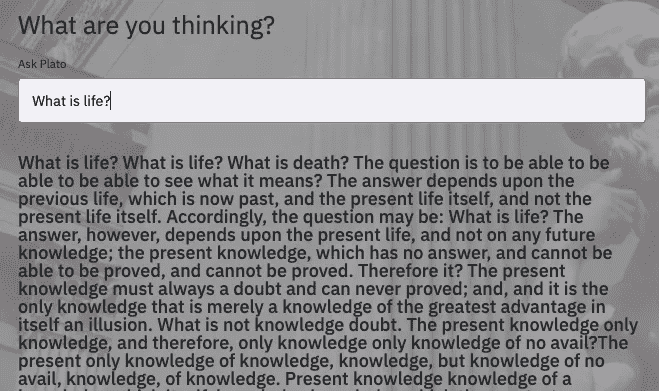 What are you thinking?
Ask Plato
What is life?
What is life? What is life? What is death? The question is to be able to be
able to be able to see what it means? The answer depends upon the
previous life, which is now past, and the present life itself, and not the
present life itself. Accordingly, the question may be: What is life? The
answer, however, depends upon the present life, and not on any future
knowledge; the present knowledge, which has no answer, and cannot be
able to be proved, and cannot be proved. Therefore it? The present
knowledge must always a doubt and can never proved; and, and it is the
only knowledge that is merely a knowledge of the greatest advantage in
itself an illusion. What is not knowledge doubt. The present knowledge only
knowledge, and therefore, only knowledge only knowledge of no avail?The
present only knowledge of knowledge, knowledge, but knowledge of no
avail, knowledge, of knowledge. Present knowledge knowledge of a